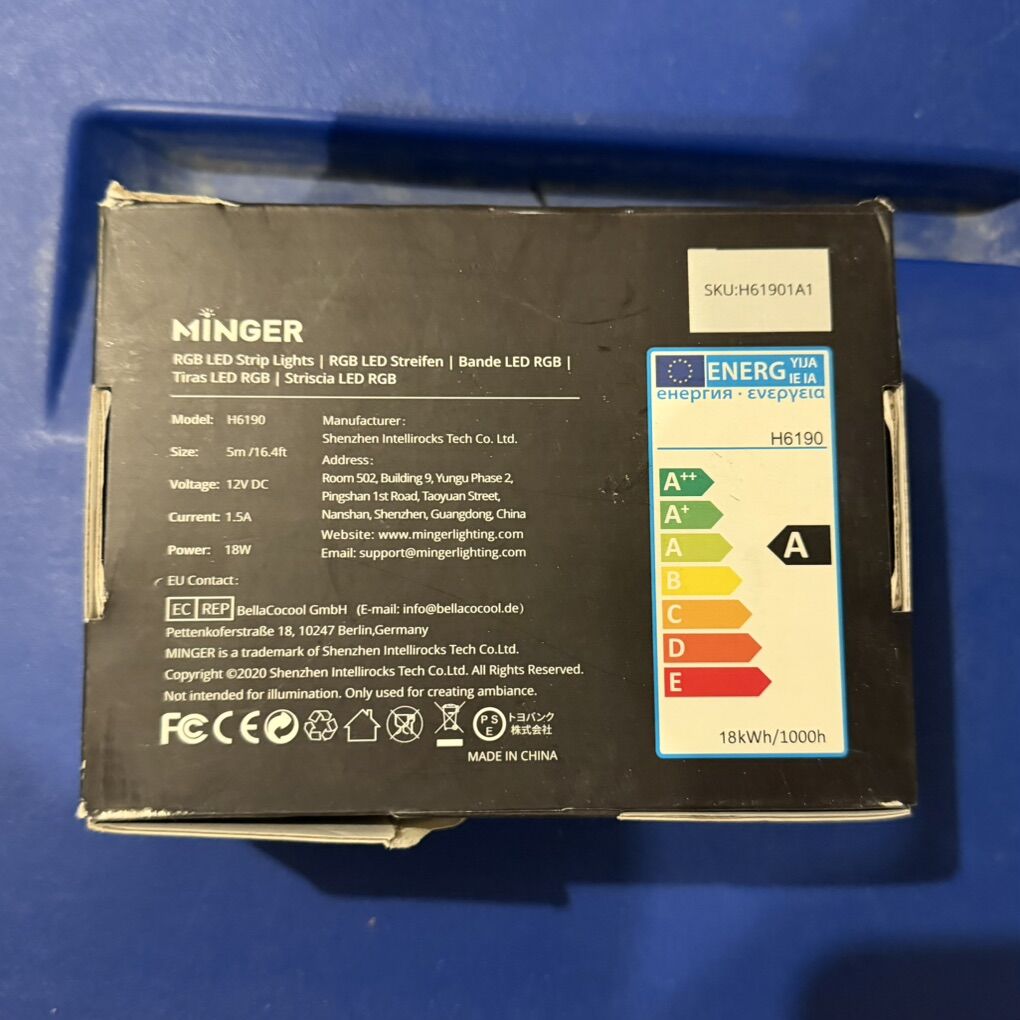 SKU:H61901A1
MINGER
RGB LED Strip Lights | RGB LED Streifen | Bande LED RGB |
Tiras LED RGB | Striscia LED RGB
Model: H6190
Size: 5m /16.4ft
Voltage: 12V DC
Current: 1.5A
Power: 18W
Manufacturer:
Shenzhen Intellirocks Tech Co. Ltd.
Address:
Room 502, Building 9, Yungu Phase 2,
Pingshan 1st Road, Taoyuan Street,
Nanshan, Shenzhen, Guangdong, China
Website: www.mingerlighting.com
Email: support@mingerlighting.com
EU Contact:
EC REP BellaCocool GmbH (E-mail: info@bellacocool.de)
Pettenkoferstraße 18, 10247 Berlin,Germany
MINGER is a trademark of Shenzhen Intellirocks Tech Co.Ltd.
Copyright ©2020 Shenzhen Intellirocks Tech Co.Ltd. All Rights Reserved.
Not intended for illumination. Only used for creating ambiance.
FC CE PSE トヨバンク
株式会社
MADE IN CHINA
ENERG YIJA
IE IA
енергия · ενεργεια
H6190
A++
A+
A
B
C
D
E
A
18kWh/1000h